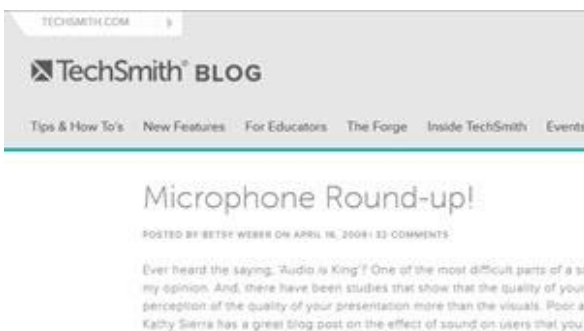 TECHSMITH.COM
TechSmith® BLOG
Tips & How To's New Features For Educators The Forge Inside TechSmith Events
Microphone Round-up!
POSTED BY BETSY WEBER ON APRIL 16, 2009 | 32 COMMENTS
Ever heard the saying, "Audio is King"? One of the most difficult parts of a
my opinion. And, there have been studies that show that the quality of your
perception of the quality of your presentation more than the visuals. Poor
Kathy Sierra has a great blog post on the effect of sound on users that